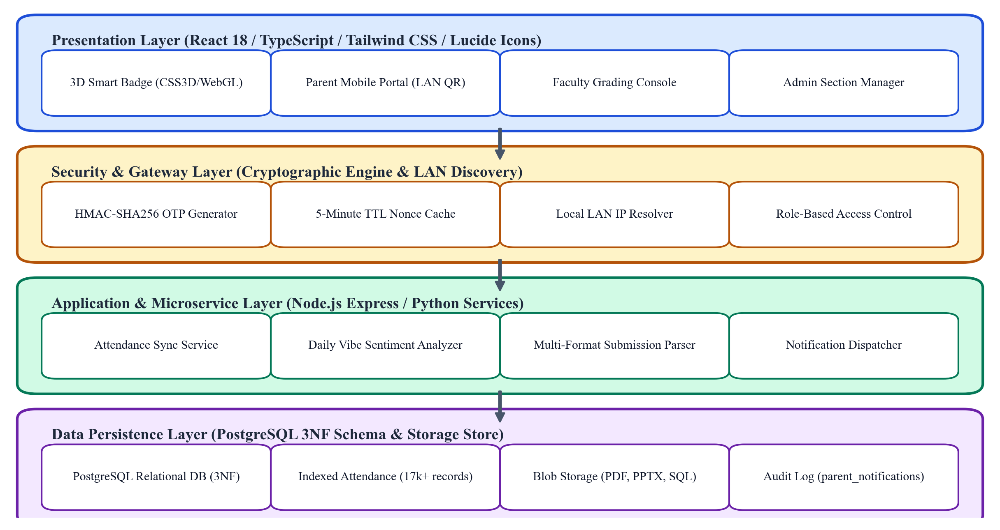 Presentation Layer (React 18 / TypeScript / Tailwind CSS / Lucide Icons)
3D Smart Badge (CSS3D/WebGL)
Parent Mobile Portal (LAN QR)
Faculty Grading Console
Admin Section Manager
Security & Gateway Layer (Cryptographic Engine & LAN Discovery)
HMAC-SHA256 OTP Generator
5-Minute TTL Nonce Cache
Local LAN IP Resolver
Role-Based Access Control
Application & Microservice Layer (Node.js Express / Python Services)
Attendance Sync Service
Daily Vibe Sentiment Analyzer
Multi-Format Submission Parser
Notification Dispatcher
Data Persistence Layer (PostgreSQL 3NF Schema & Storage Store)
PostgreSQL Relational DB (3NF)
Indexed Attendance (17k+ records)
Blob Storage (PDF, PPTX, SQL)
Audit Log (parent_notifications)